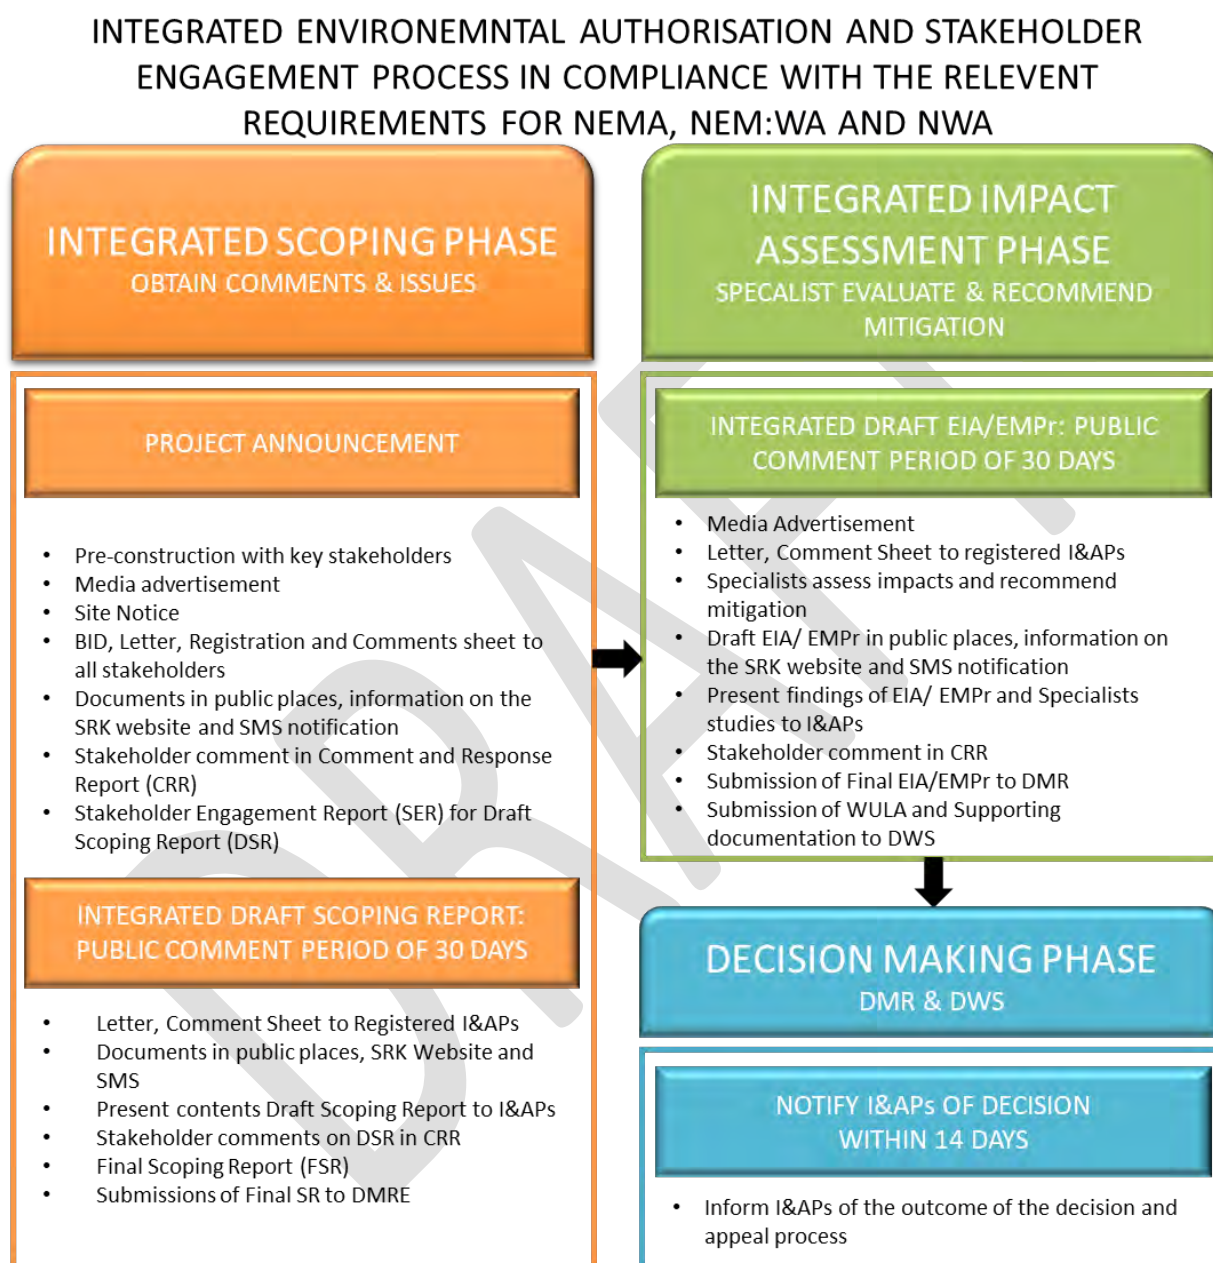 INTEGRATED ENVIRONEMNTAL AUTHORISATION AND STAKEHOLDER
ENGAGEMENT PROCESS IN COMPLIANCE WITH THE RELEVENT
REQUIREMENTS FOR NEMA, NEM:WA AND NWA
INTEGRATED SCOPING PHASE
OBTAIN COMMENTS & ISSUES
PROJECT ANNOUNCEMENT
• Pre-construction with key stakeholders
• Media advertisement
• Site Notice
• BID, Letter, Registration and Comments sheet to
all stakeholders
• Documents in public places, information on the
SRK website and SMS notification
• Stakeholder comment in Comment and Response
Report (CRR)
• Stakeholder Engagement Report (SER) for Draft
Scoping Report (DSR)
INTEGRATED DRAFT SCOPING REPORT:
PUBLIC COMMENT PERIOD OF 30 DAYS
• Letter, Comment Sheet to Registered I&APs
• Documents in public places, SRK Website and
SMS
• Present contents Draft Scoping Report to I&APs
• Stakeholder comments on DSR in CRR
• Final Scoping Report (FSR)
• Submissions of Final SR to DMRE
INTEGRATED IMPACT
ASSESSMENT PHASE
SPECALIST EVALUATE & RECOMMEND
MITIGATION
INTEGRATED DRAFT EIA/EMPr: PUBLIC
COMMENT PERIOD OF 30 DAYS
• Media Advertisement
• Letter, Comment Sheet to registered I&APs
• Specialists assess impacts and recommend
mitigation
• Draft EIA/ EMPr in public places, information on
the SRK website and SMS notification
• Present findings of EIA/ EMPr and Specialists
studies to I&APs
• Stakeholder comment in CRR
• Submission of Final EIA/EMPr to DMR
• Submission of WULA and Supporting
documentation to DWS
DECISION MAKING PHASE
DMR & DWS
NOTIFY I&APs OF DECISION
WITHIN 14 DAYS
• Inform I&APs of the outcome of the decision and
appeal process
DRAFT